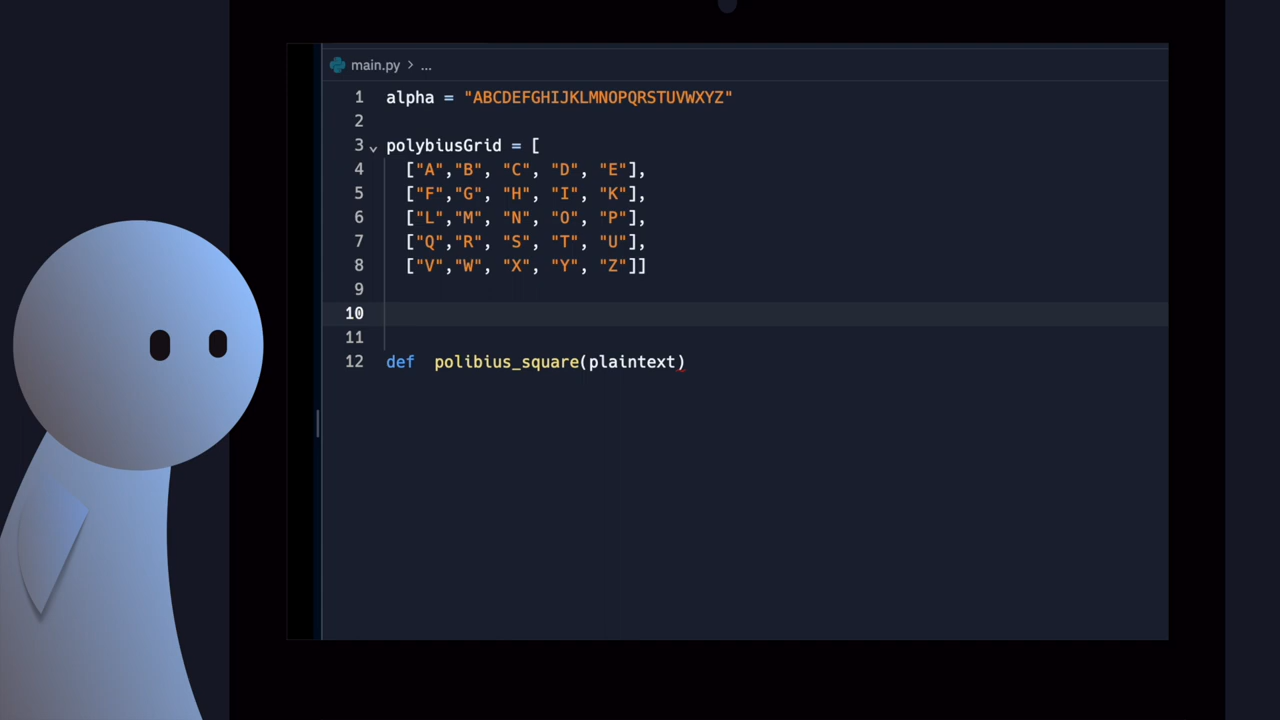 main.py > ...
1 alpha = "ABCDEFGHIJKLMNOPQRSTUVWXYZ"
2
3 polybiusGrid = [
4 ["A","B", "C", "D", "E"],
5 ["F","G", "H", "I", "K"],
6 ["L","M", "N", "O", "P"],
7 ["Q","R", "S", "T", "U"],
8 ["V","W", "X", "Y", "Z"]]
9
10
11
12 def  polibius_square(plaintext)